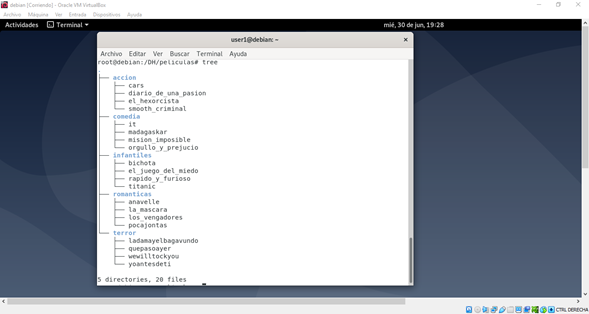 debian [Corriendo] - Oracle VM VirtualBox
Archivo Máquina Ver Entrada Dispositivos Ayuda
Actividades Terminal mié, 30 de jun, 19:28
user1@debian: ~
Archivo Editar Ver Buscar Terminal Ayuda
root@debian:/DH/peliculas# tree
.
├── accion
│   ├── cars
│   ├── diario_de_una_pasion
│   ├── el_hexorcista
│   └── smooth_criminal
├── comedia
│   ├── it
│   ├── madagaskar
│   ├── mision_imposible
│   └── orgullo_y_prejucio
├── infantiles
│   ├── bichota
│   ├── el_juego_del_miedo
│   ├── rapido_y_furioso
│   └── titanic
├── romanticas
│   ├── anavelle
│   ├── la_mascara
│   ├── los_vengadores
│   └── pocajontas
└── terror
    ├── ladamayelbagavundo
    ├── quepasoayer
    ├── wewilltockyou
    └── yoantesdeti
5 directories, 20 files
CTRL DERECHA